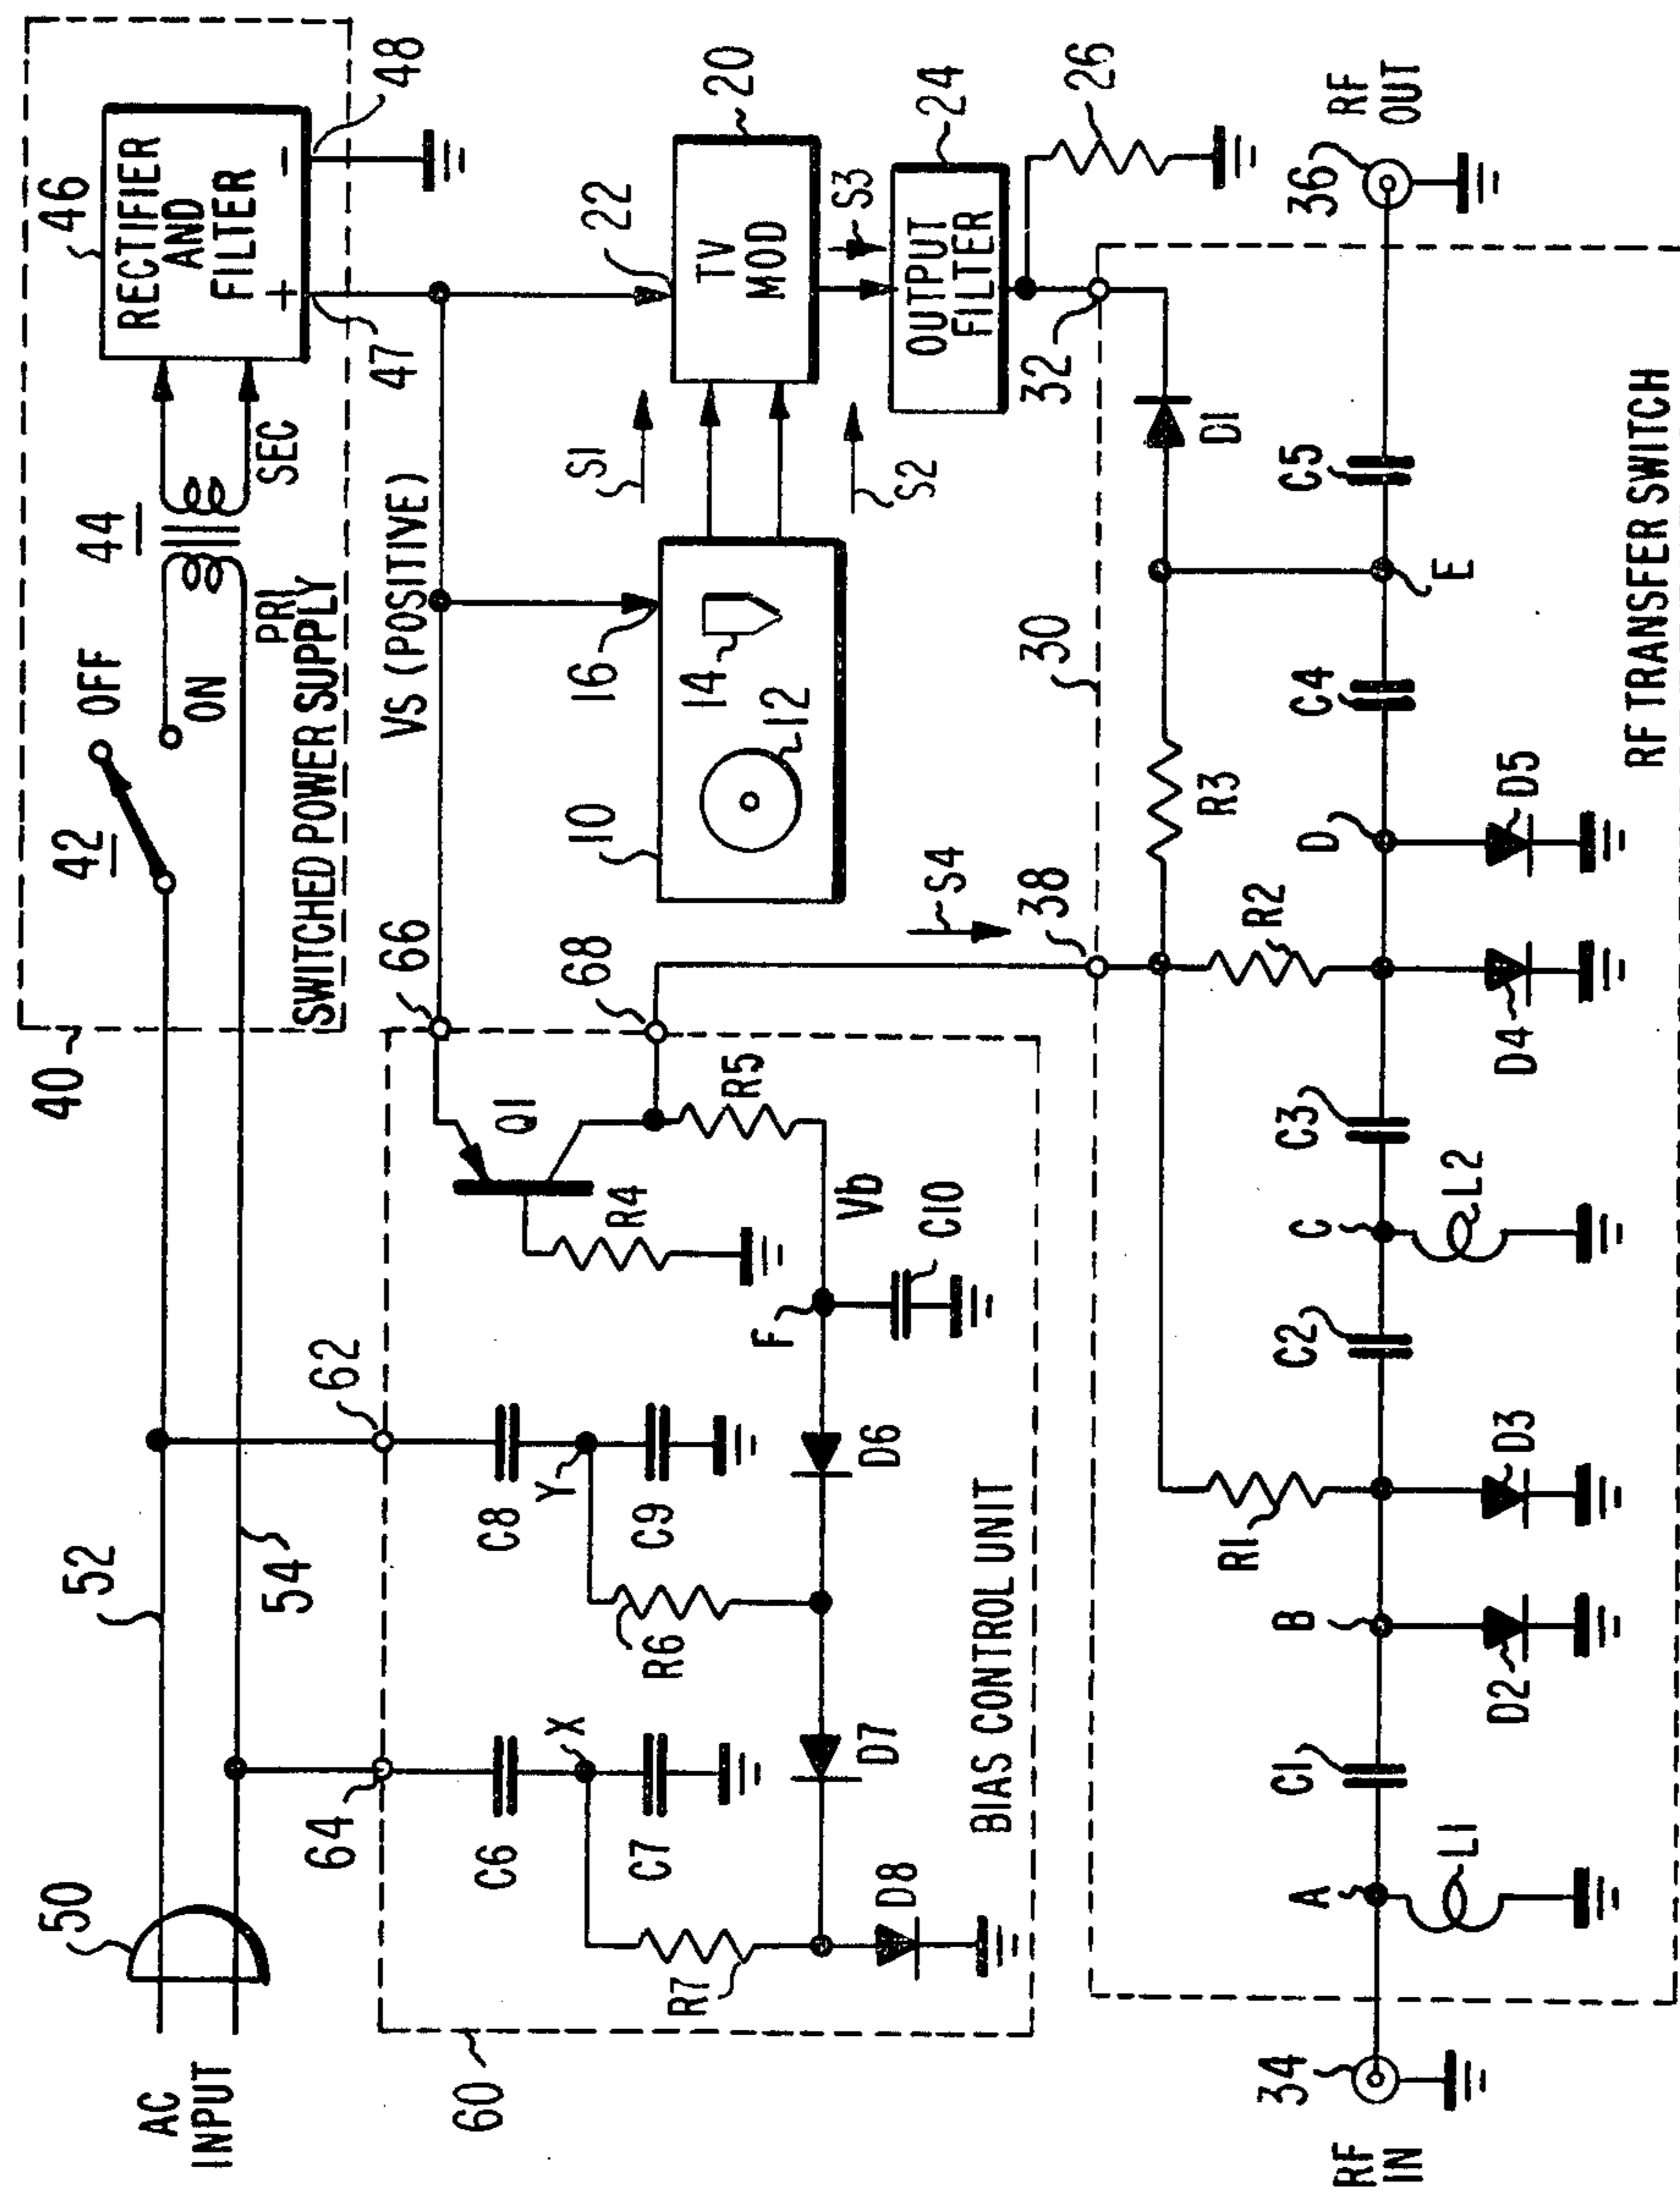 40
42
OFF
ON
44
PRI
SEC
46
RECTIFIER
AND
FILTER
+
−
47
48
SWITCHED POWER SUPPLY
50
AC
INPUT
52
54
62
64
66
VS (POSITIVE)
60
C8
Y
C9
C6
X
C7
R6
R7
D6
D7
D8
F
Vb
C10
Q1
R4
R5
68
BIAS CONTROL UNIT
10
12
14
16
S1
S2
22
TV
MOD
20
S3
OUTPUT
FILTER
24
26
S4
38
30
32
D1
R3
R2
R1
RF
IN
34
A
L1
C1
B
D2
D3
C2
C
L2
C3
D4
D
D5
C4
E
C5
36
RF
OUT
RF TRANSFER SWITCH